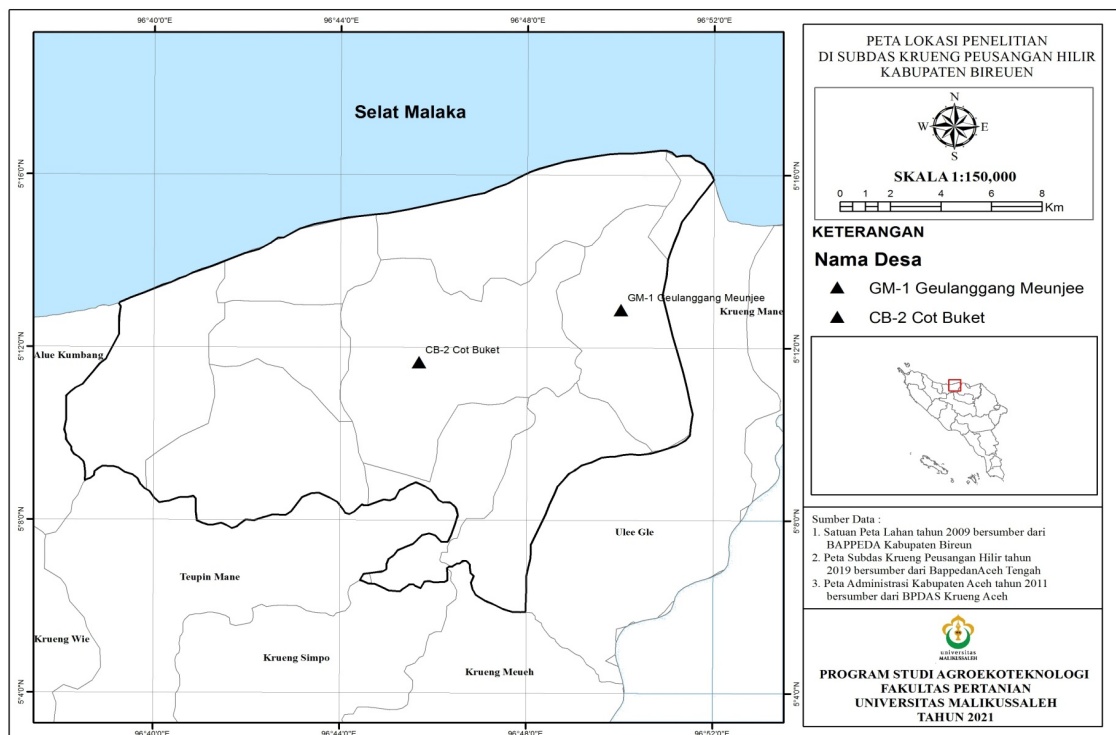 96°40'0"E
96°44'0"E
96°48'0"E
96°52'0"E
5°16'0"N
5°12'0"N
5°8'0"N
5°4'0"N
Selat Malaka
GM-1 Geulanggang Meunjee
Krueng Mane
CB-2 Cot Buket
Alue Kumbang
Ulee Gle
Teupin Mane
Krueng Wie
Krueng Simpo
Krueng Meueh
5°16'0"N
5°12'0"N
5°8'0"N
5°4'0"N
96°40'0"E
96°44'0"E
96°48'0"E
96°52'0"E
PETA LOKASI PENELITIAN
DI SUBDAS KRUENG PEUSANGAN HILIR
KABUPATEN BIREUEN
N
W E
S
SKALA 1:150,000
0 1 2 4 6 8
Km
KETERANGAN
Nama Desa
GM-1 Geulanggang Meunjee
CB-2 Cot Buket
Sumber Data :
1. Satuan Peta Lahan tahun 2009 bersumber dari
BAPPEDA Kabupaten Bireun
2. Peta Subdas Krueng Peusangan Hilir tahun
2019 bersumber dari BappedanAceh Tengah
3. Peta Administrasi Kabupaten Aceh tahun 2011
bersumber dari BPDAS Krueng Aceh
universitas
MALIKUSSALEH
PROGRAM STUDI AGROEKOTEKNOLOGI
FAKULTAS PERTANIAN
UNIVERSITAS MALIKUSSALEH
TAHUN 2021